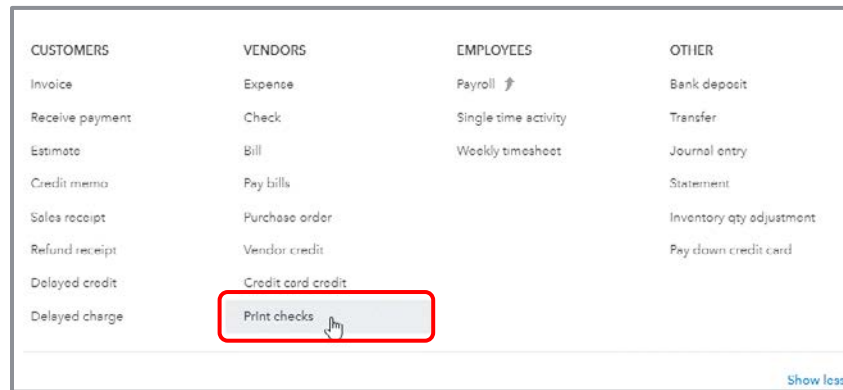 CUSTOMERS
Invoice
Receive payment
Estimate
Credit memo
Sales receipt
Refund receipt
Delayed credit
Delayed charge
VENDORS
Expense
Check
Bill
Pay bills
Purchase order
Vendor credit
Credit card credit
Print checks
EMPLOYEES
Payroll
Single time activity
Weekly timesheet
OTHER
Bank deposit
Transfer
Journal entry
Statement
Inventory qty adjustment
Pay down credit card
Show less